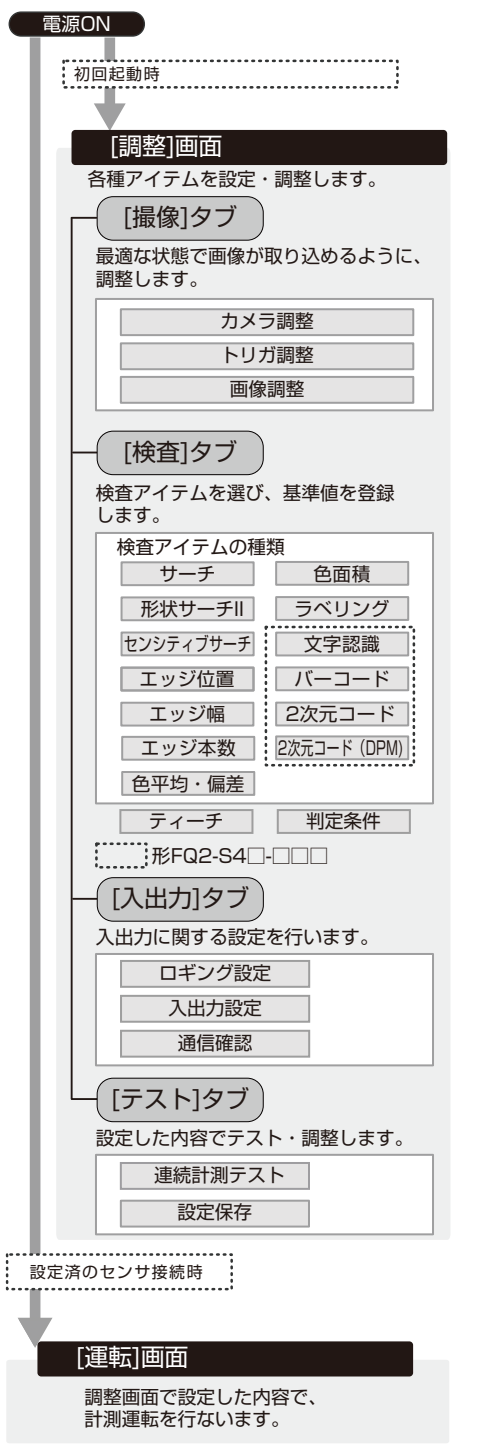 電源ON
初回起動時
[調整]画面
各種アイテムを設定・調整します。
[撮像]タブ
最適な状態で画像が取り込めるように、
調整します。
カメラ調整
トリガ調整
画像調整
[検査]タブ
検査アイテムを選び、基準値を登録
します。
検査アイテムの種類
サーチ
色面積
形状サーチII
ラベリング
センシティブサーチ
文字認識
エッジ位置
バーコード
エッジ幅
2次元コード
エッジ本数
2次元コード（DPM)
色平均・偏差
ティーチ
判定条件
形FQ2-S4□-□□□
[入出力]タブ
入出力に関する設定を行います。
ロギング設定
入出力設定
通信確認
[テスト]タブ
設定した内容でテスト・調整します。
連続計測テスト
設定保存
設定済のセンサ接続時
[運転]画面
調整画面で設定した内容で、
計測運転を行ないます。